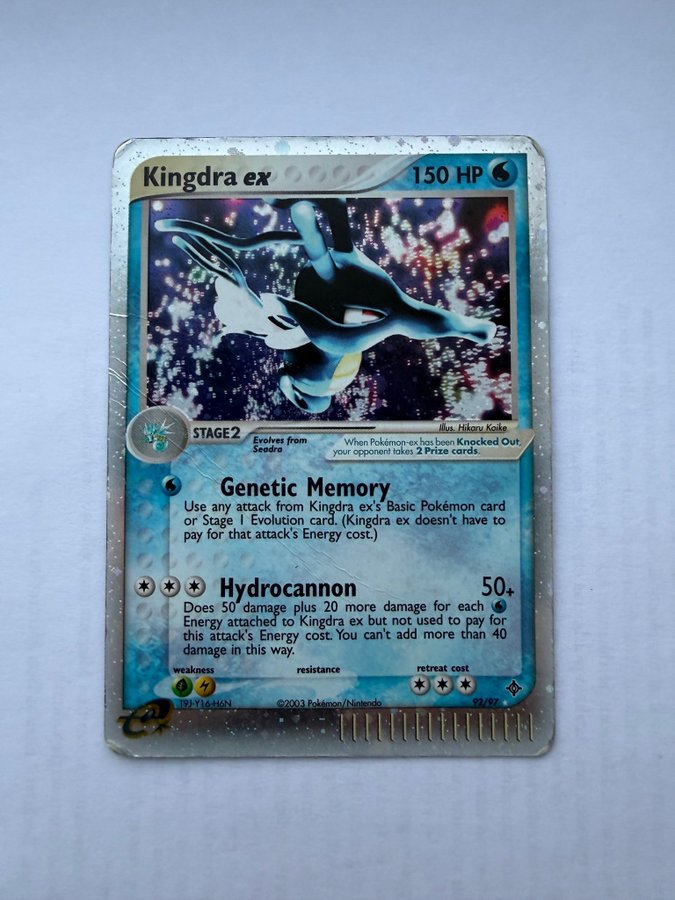 Kingdra ex 150 HP
Illus. Hikaru Koike
STAGE2
Evolves from
Seadra
When Pokémon-ex has been Knocked Out,
your opponent takes 2 Prize cards.
Genetic Memory
Use any attack from Kingdra ex's Basic Pokémon card
or Stage 1 Evolution card. (Kingdra ex doesn't have to
pay for that attack's Energy cost.)
Hydrocannon 50+
Does 50 damage plus 20 more damage for each
Energy attached to Kingdra ex but not used to pay for
this attack's Energy cost. You can't add more than 40
damage in this way.
weakness resistance retreat cost
T9J-Y16-H6N ©2003 Pokémon/Nintendo 92/97